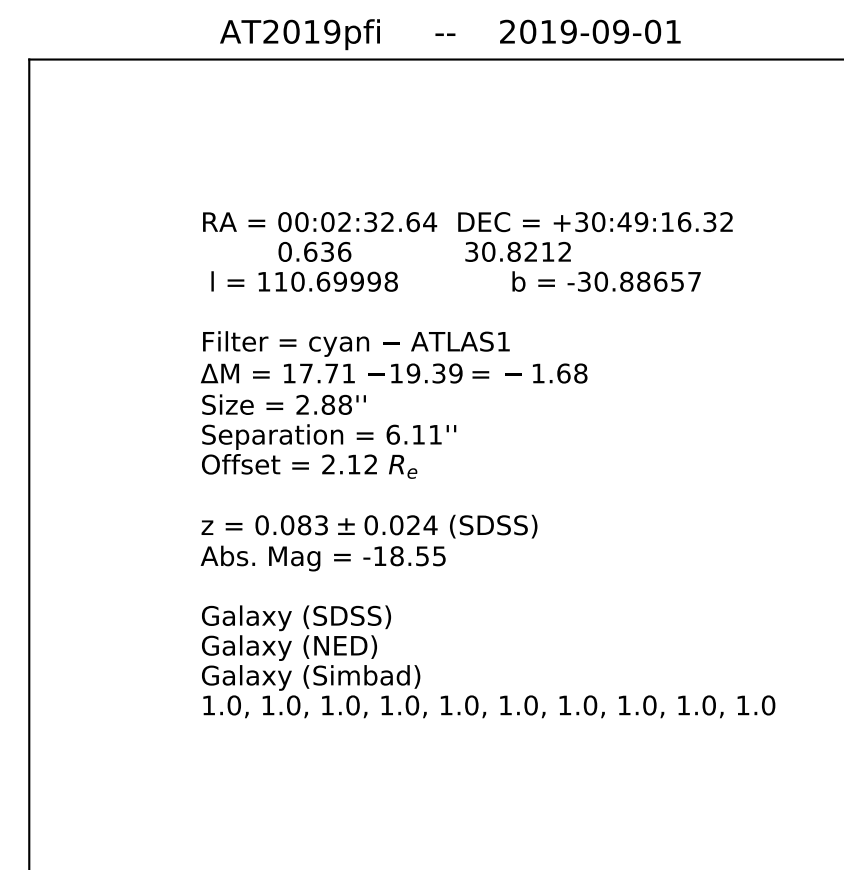 AT2019pfi -- 2019-09-01
RA = 00:02:32.64 DEC = +30:49:16.32
0.636 30.8212
l = 110.69998 b = -30.88657
Filter = cyan − ATLAS1
ΔM = 17.71 −19.39 = − 1.68
Size = 2.88''
Separation = 6.11''
Offset = 2.12 Rₑ
z = 0.083 ± 0.024 (SDSS)
Abs. Mag = -18.55
Galaxy (SDSS)
Galaxy (NED)
Galaxy (Simbad)
1.0, 1.0, 1.0, 1.0, 1.0, 1.0, 1.0, 1.0, 1.0, 1.0